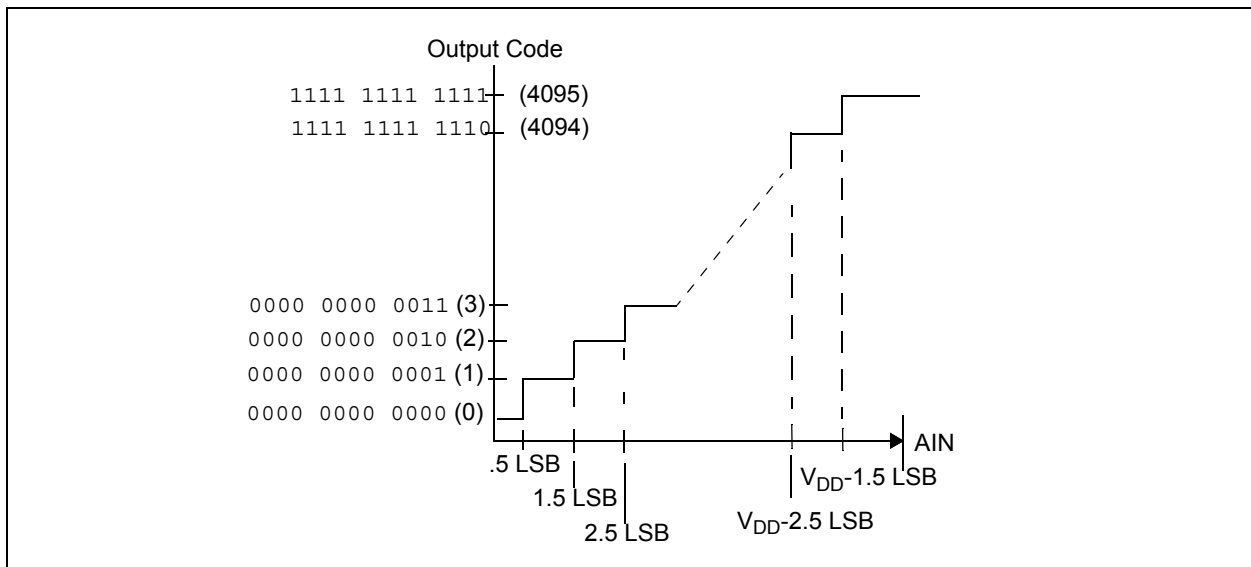 Output Code
1111 1111 1111 (4095)
1111 1111 1110 (4094)
0000 0000 0011 (3)
0000 0000 0010 (2)
0000 0000 0001 (1)
0000 0000 0000 (0)
AIN
.5 LSB
1.5 LSB
2.5 LSB
VDD-1.5 LSB
VDD-2.5 LSB